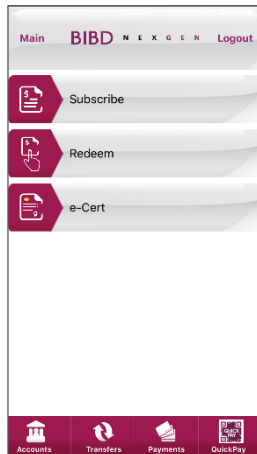 Main BIBD NEXGEN Logout
Subscribe
Redeem
e-Cert
Accounts Transfers Payments QuickPay